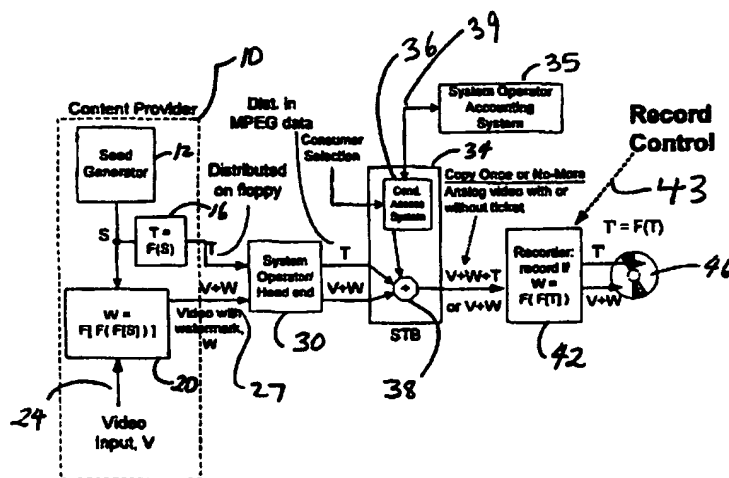 10
36
39
35
Content Provider
Dist. in
MPEG data
System Operator
Accounting
System
Record
Control
Seed
Generator
12
Distributed
on floppy
Consumer
Selection
34
Copy Once or No-More
Analog video with or
without ticket
43
Cond.
Access
System
16
S
T =
F(S)
T
T
T' = F(T)
System
Operator/
Head end
V+W
V+W
V+W+T
or V+W
Recorder:
record if
W =
F( F[T] )
T'
V+W
46
W =
F[ F( F[S] ) ]
Video with
watermark,
W
30
STB
42
24
20
27
38
Video
Input, V